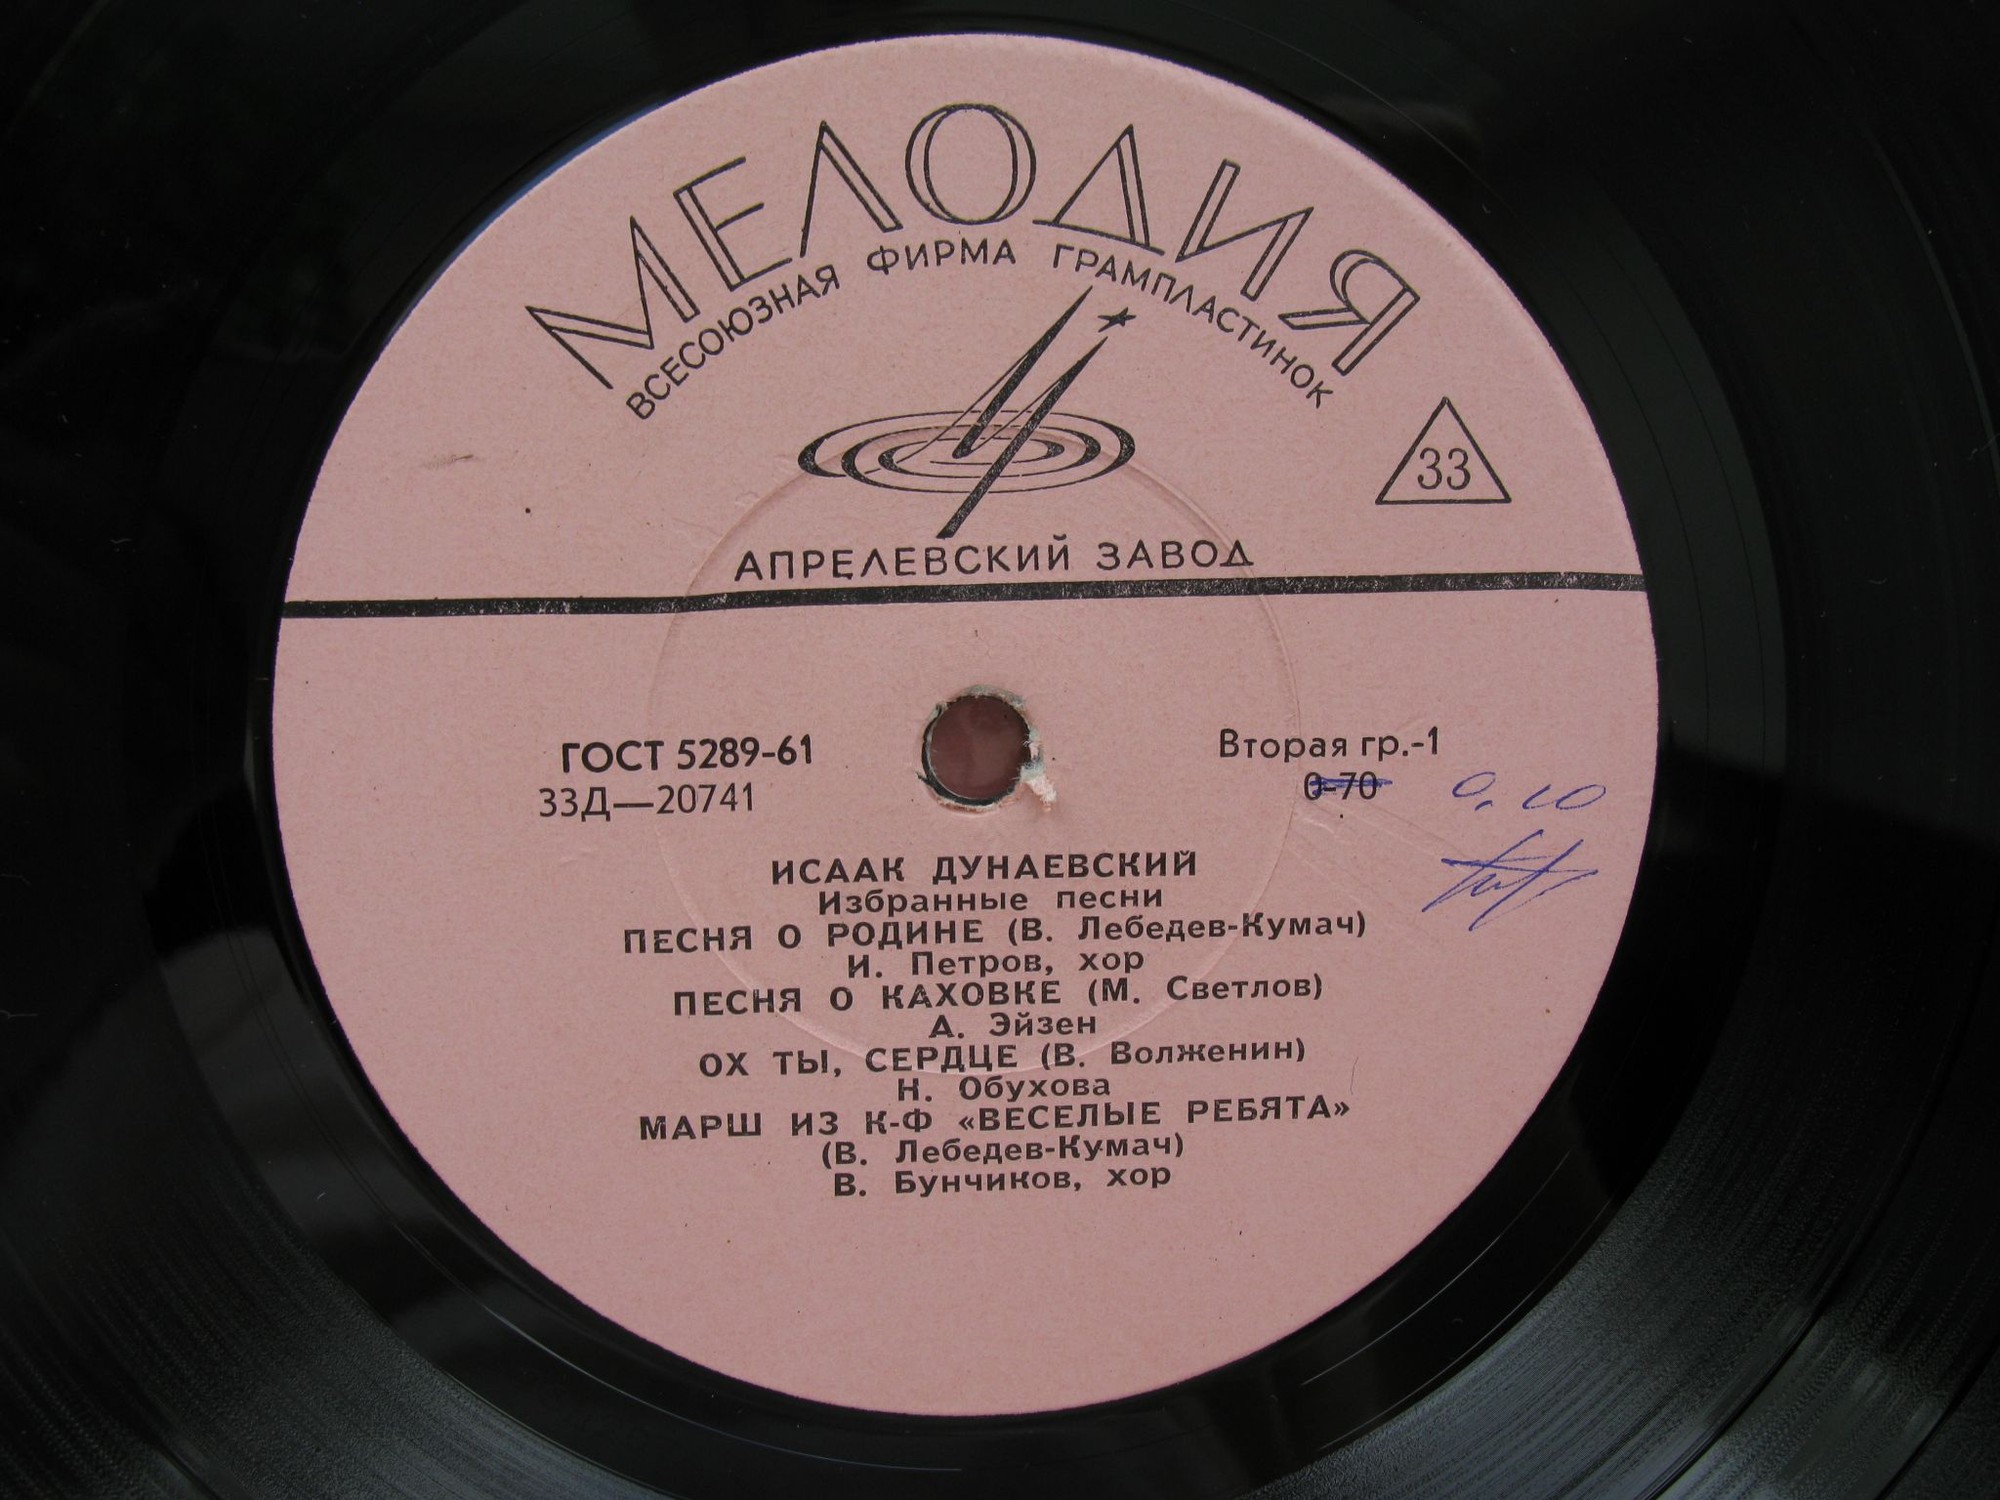 МЕЛОДИЯ
ВСЕСОЮЗНАЯ ФИРМА ГРАМПЛАСТИНОК
33
АПРЕЛЕВСКИЙ ЗАВОД
ГОСТ 5289-61
33Д—20741
Вторая гр.-1
0-70 0.10
ИСААК ДУНАЕВСКИЙ
Избранные песни
ПЕСНЯ О РОДИНЕ (В. Лебедев-Кумач)
И. Петров, хор
ПЕСНЯ О КАХОВКЕ (М. Светлов)
А. Эйзен
ОХ ТЫ, СЕРДЦЕ (В. Волженин)
Н. Обухова
МАРШ ИЗ К-Ф «ВЕСЕЛЫЕ РЕБЯТА»
(В. Лебедев-Кумач)
В. Бунчиков, хор